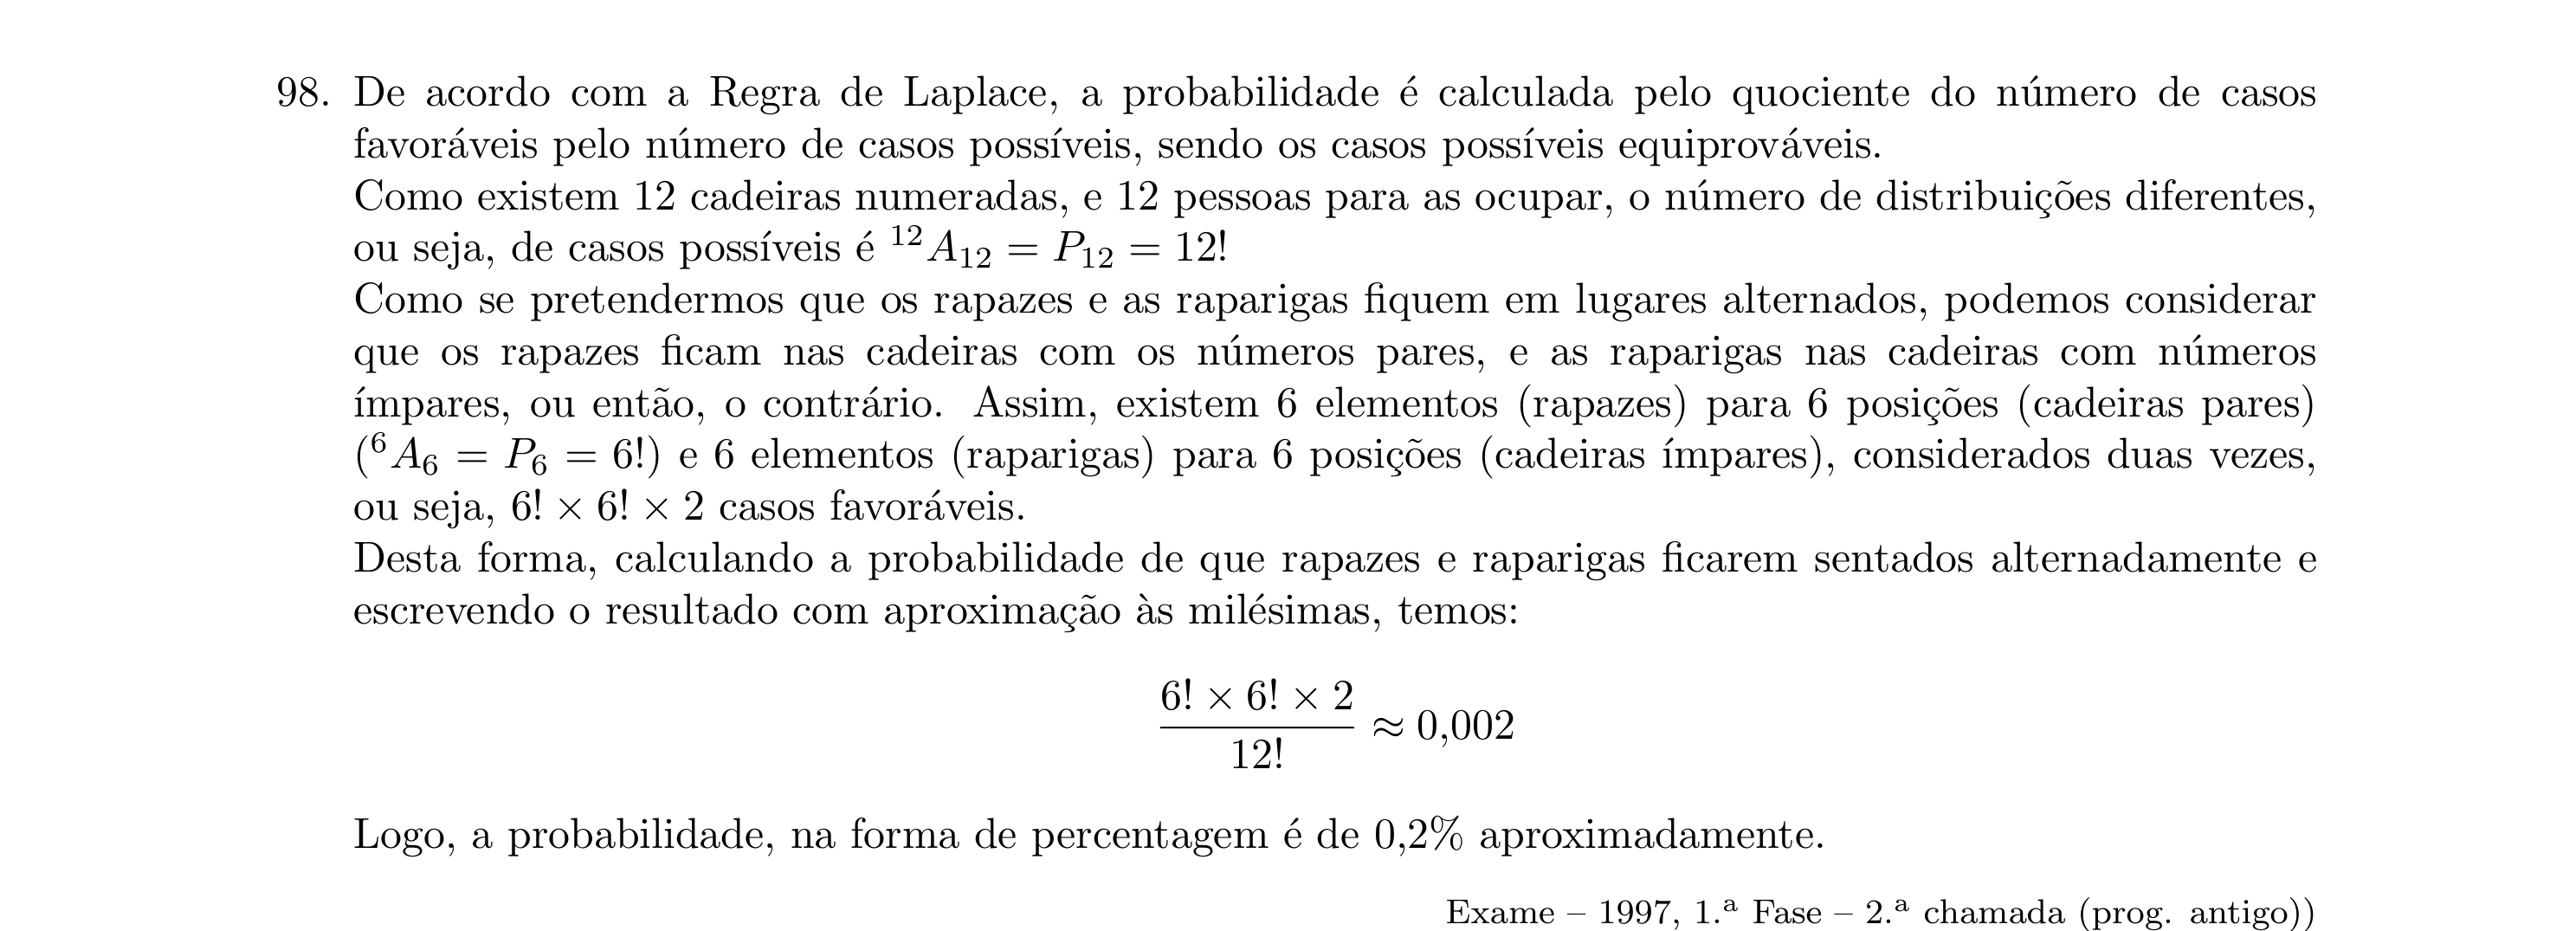 98. De acordo com a Regra de Laplace, a probabilidade é calculada pelo quociente do número de casos
favoráveis pelo número de casos possíveis, sendo os casos possíveis equiprováveis.
Como existem 12 cadeiras numeradas, e 12 pessoas para as ocupar, o número de distribuições diferentes,
ou seja, de casos possíveis é $^{12}A_{12} = P_{12} = 12!$
Como se pretendermos que os rapazes e as raparigas fiquem em lugares alternados, podemos considerar
que os rapazes ficam nas cadeiras com os números pares, e as raparigas nas cadeiras com números
ímpares, ou então, o contrário. Assim, existem 6 elementos (rapazes) para 6 posições (cadeiras pares)
($^{6}A_{6} = P_{6} = 6!$) e 6 elementos (raparigas) para 6 posições (cadeiras ímpares), considerados duas vezes,
ou seja, $6! \times 6! \times 2$ casos favoráveis.
Desta forma, calculando a probabilidade de que rapazes e raparigas ficarem sentados alternadamente e
escrevendo o resultado com aproximação às milésimas, temos:
$\frac{6! \times 6! \times 2}{12!} \approx 0,002$
Logo, a probabilidade, na forma de percentagem é de 0,2% aproximadamente.
Exame – 1997, 1.ª Fase – 2.ª chamada (prog. antigo))